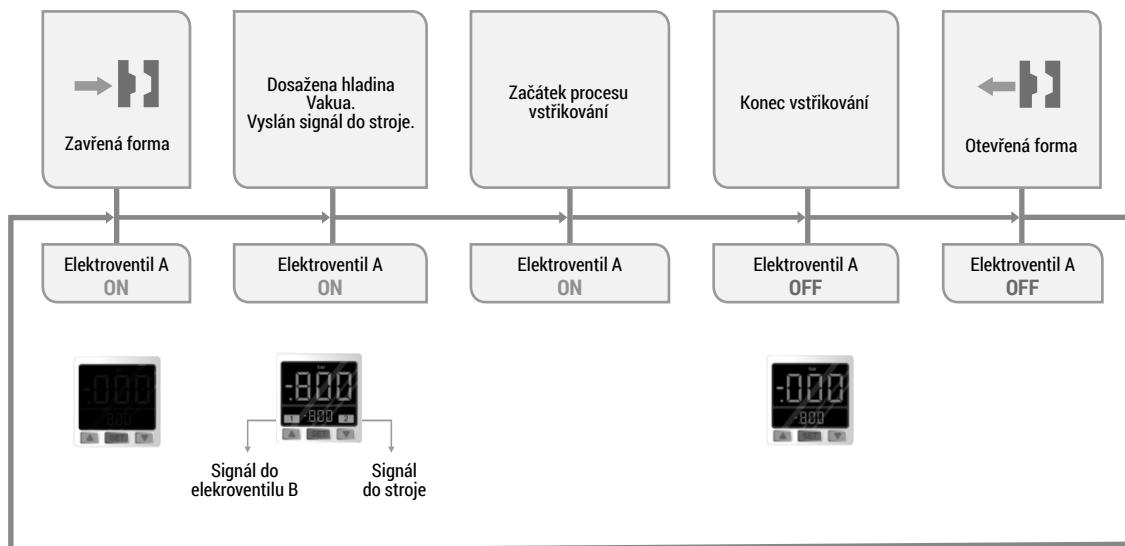 Zavřená forma
Dosažena hladina
Vakua.
Vyslán signál do stroje.
Začátek procesu
vstřikování
Konec vstřikování
Otevřená forma
Elektroventil A
ON
Elektroventil A
ON
Elektroventil A
ON
Elektroventil A
OFF
Elektroventil A
OFF
-.000
800
SET
bar
-.800
1 -800 2
SET
bar
-.000
-800
SET
Signál do
elekroventilu B
Signál
do stroje